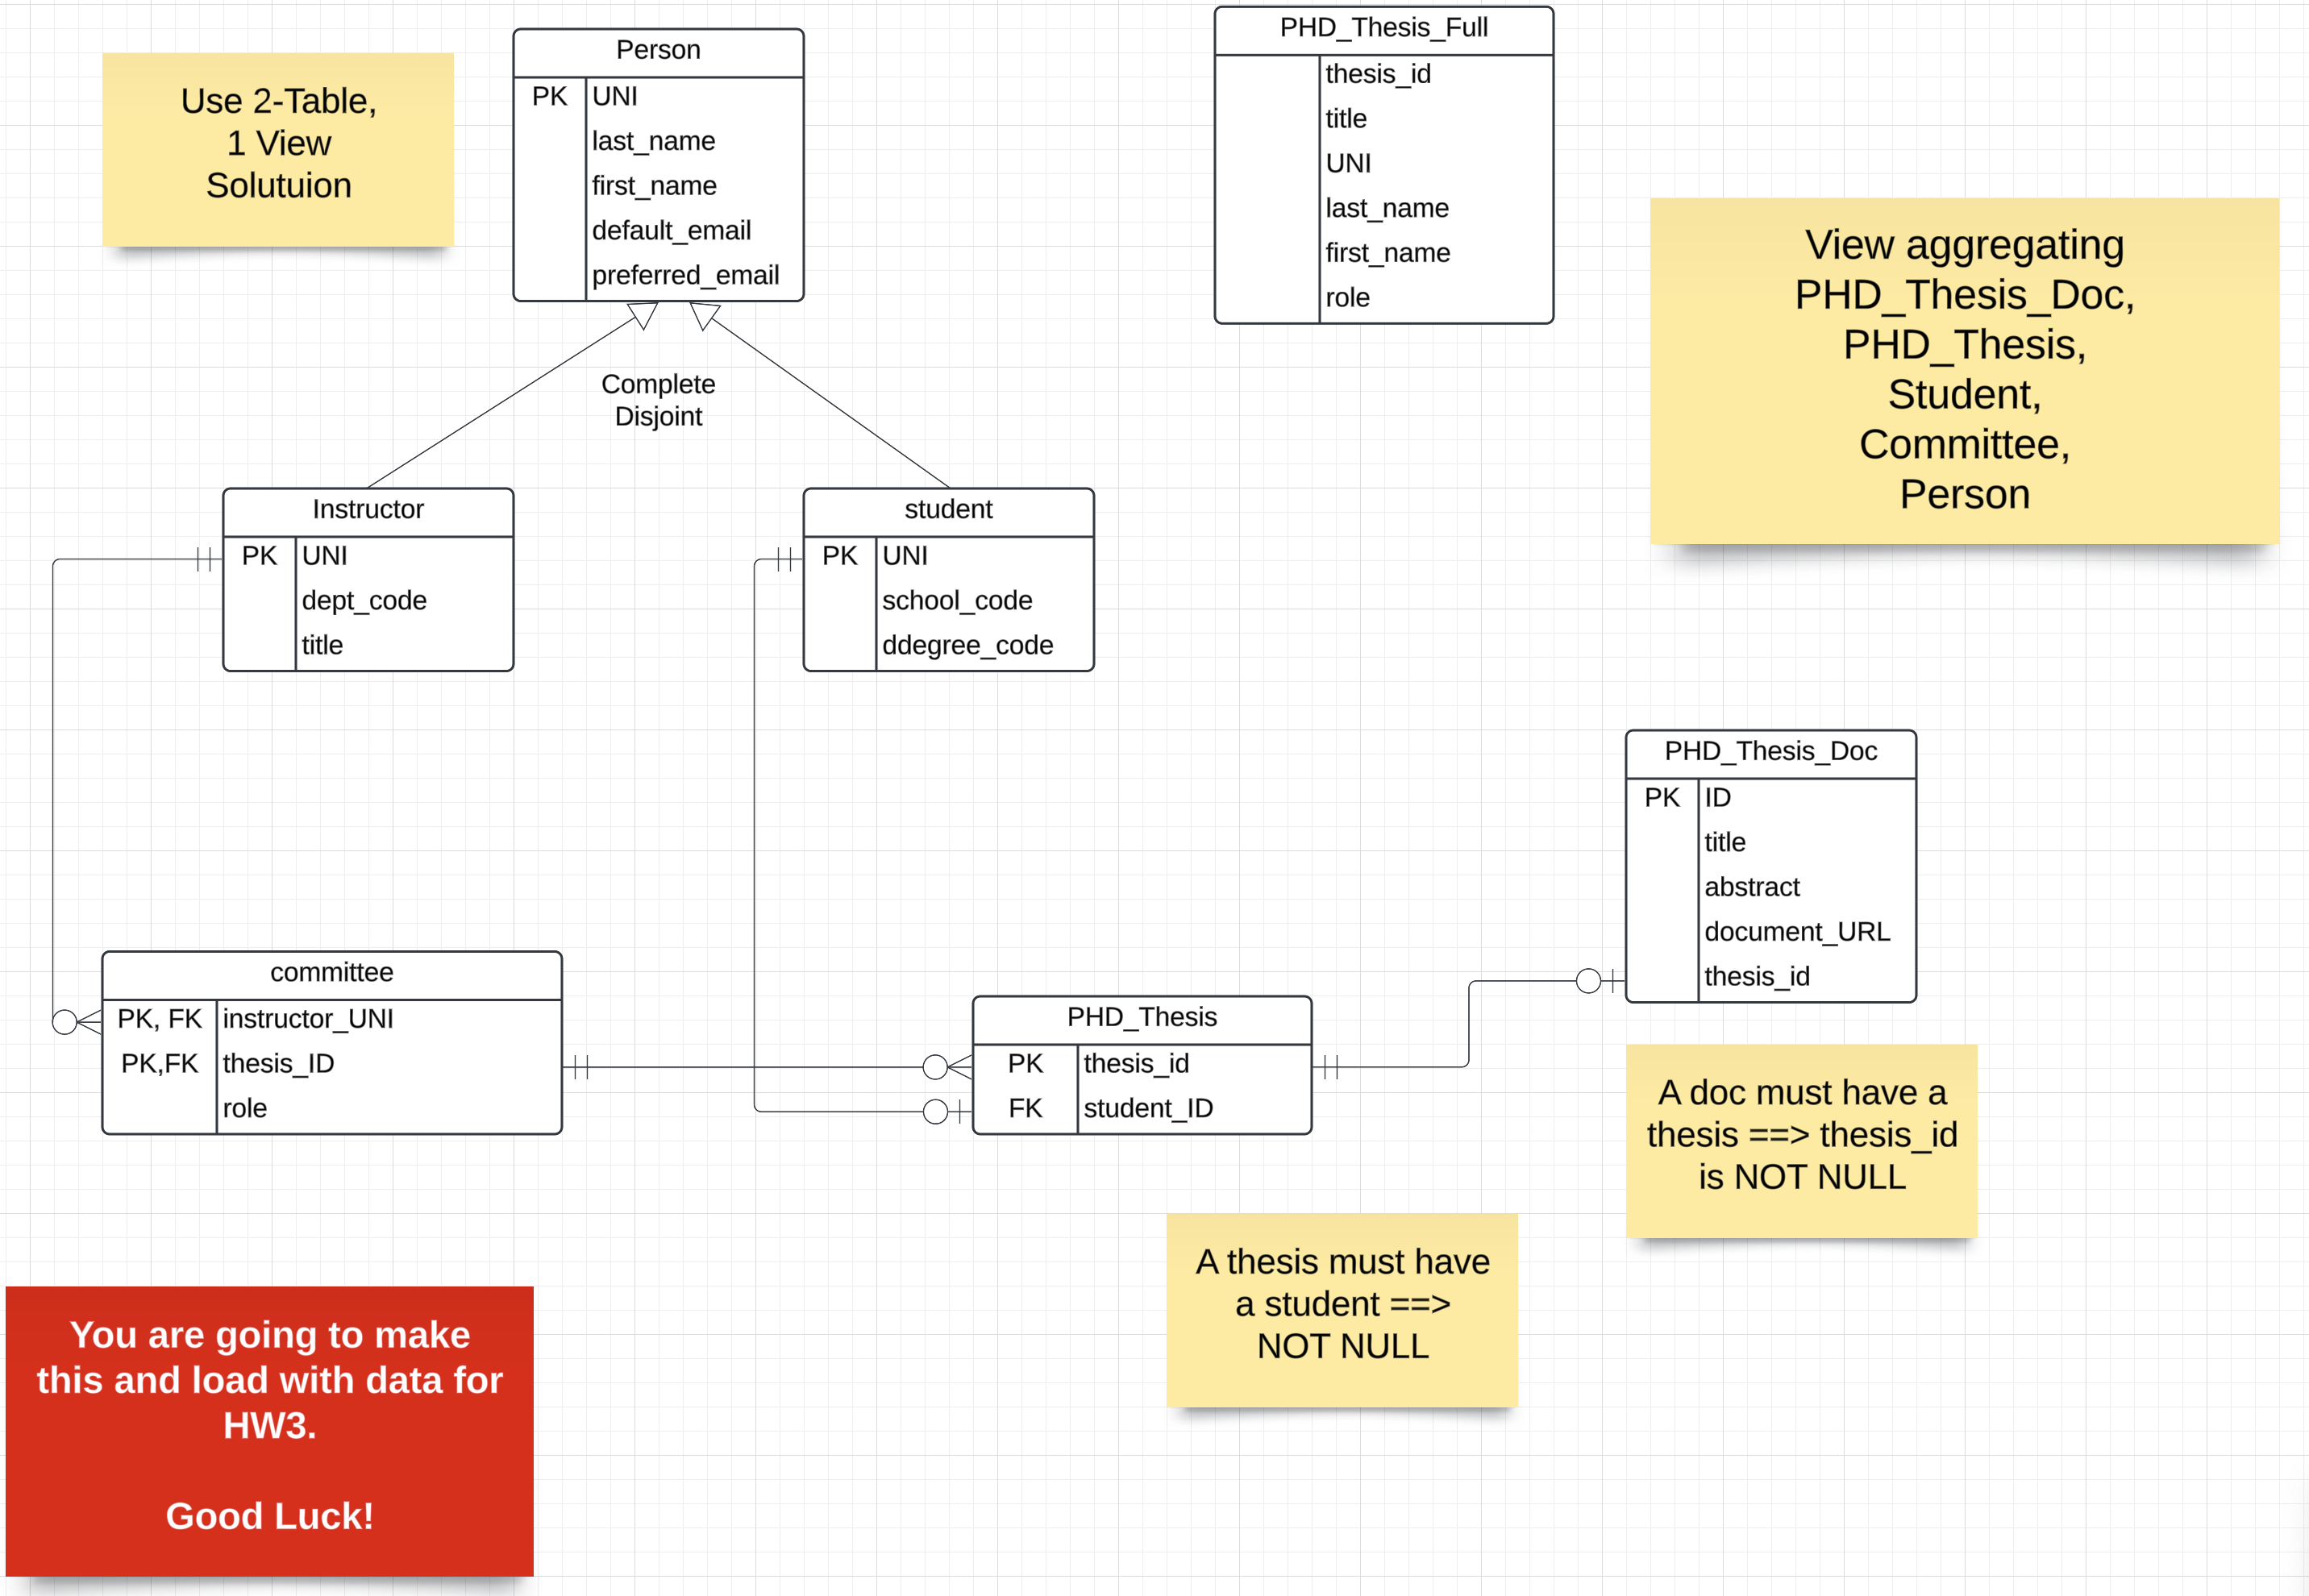 Use 2-Table,
1 View
Solutuion
Person
PK UNI
last_name
first_name
default_email
preferred_email
PHD_Thesis_Full
thesis_id
title
UNI
last_name
first_name
role
View aggregating
PHD_Thesis_Doc,
PHD_Thesis,
Student,
Committee,
Person
Complete
Disjoint
Instructor
PK UNI
dept_code
title
student
PK UNI
school_code
ddegree_code
PHD_Thesis_Doc
PK ID
title
abstract
document_URL
thesis_id
committee
PK, FK instructor_UNI
PK,FK thesis_ID
role
PHD_Thesis
PK thesis_id
FK student_ID
A doc must have a
thesis ==> thesis_id
is NOT NULL
A thesis must have
a student ==>
NOT NULL
You are going to make
this and load with data for
HW3.
Good Luck!